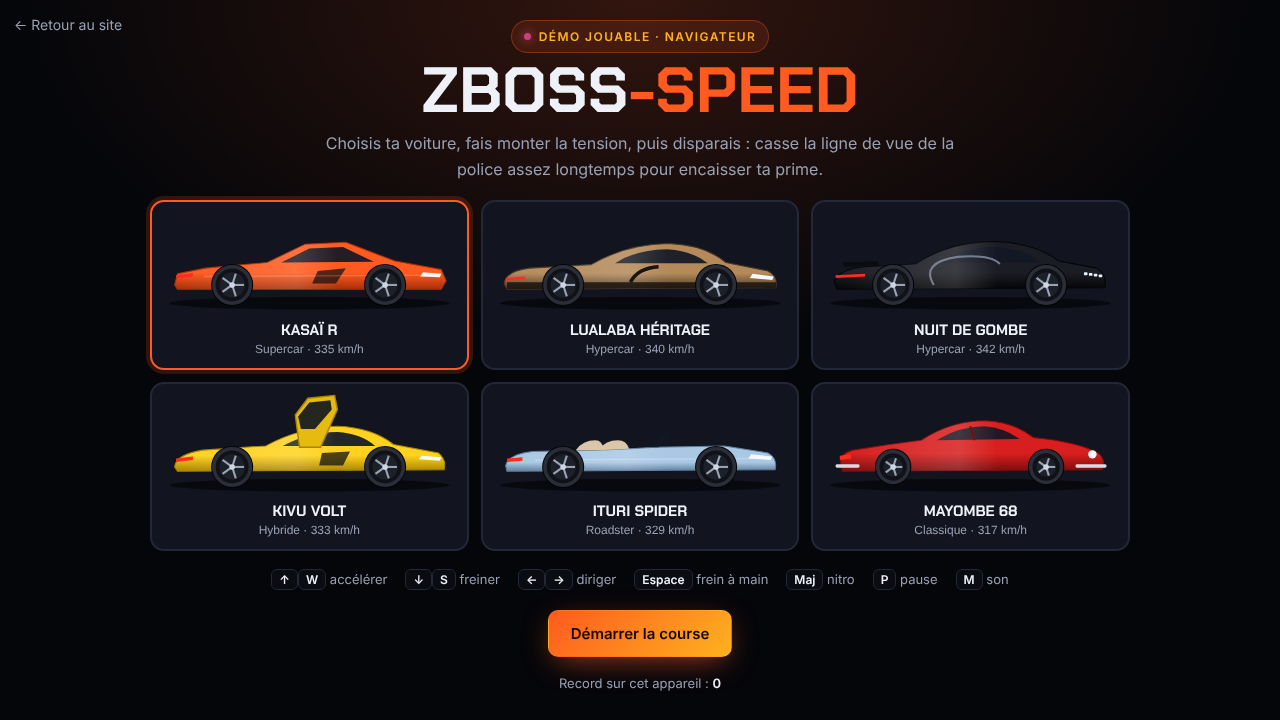 ← Retour au site
DÉMO JOUABLE · NAVIGATEUR
ZBOSS-SPEED
Choisis ta voiture, fais monter la tension, puis disparais : casse la ligne de vue de la
police assez longtemps pour encaisser ta prime.
KASAÏ R
Supercar · 335 km/h
LUALABA HÉRITAGE
Hypercar · 340 km/h
NUIT DE GOMBE
Hypercar · 342 km/h
KIVU VOLT
Hybride · 333 km/h
ITURI SPIDER
Roadster · 329 km/h
MAYOMBE 68
Classique · 317 km/h
↑ W accélérer ↓ S freiner ← → diriger Espace frein à main Maj nitro P pause M son
Démarrer la course
Record sur cet appareil : 0